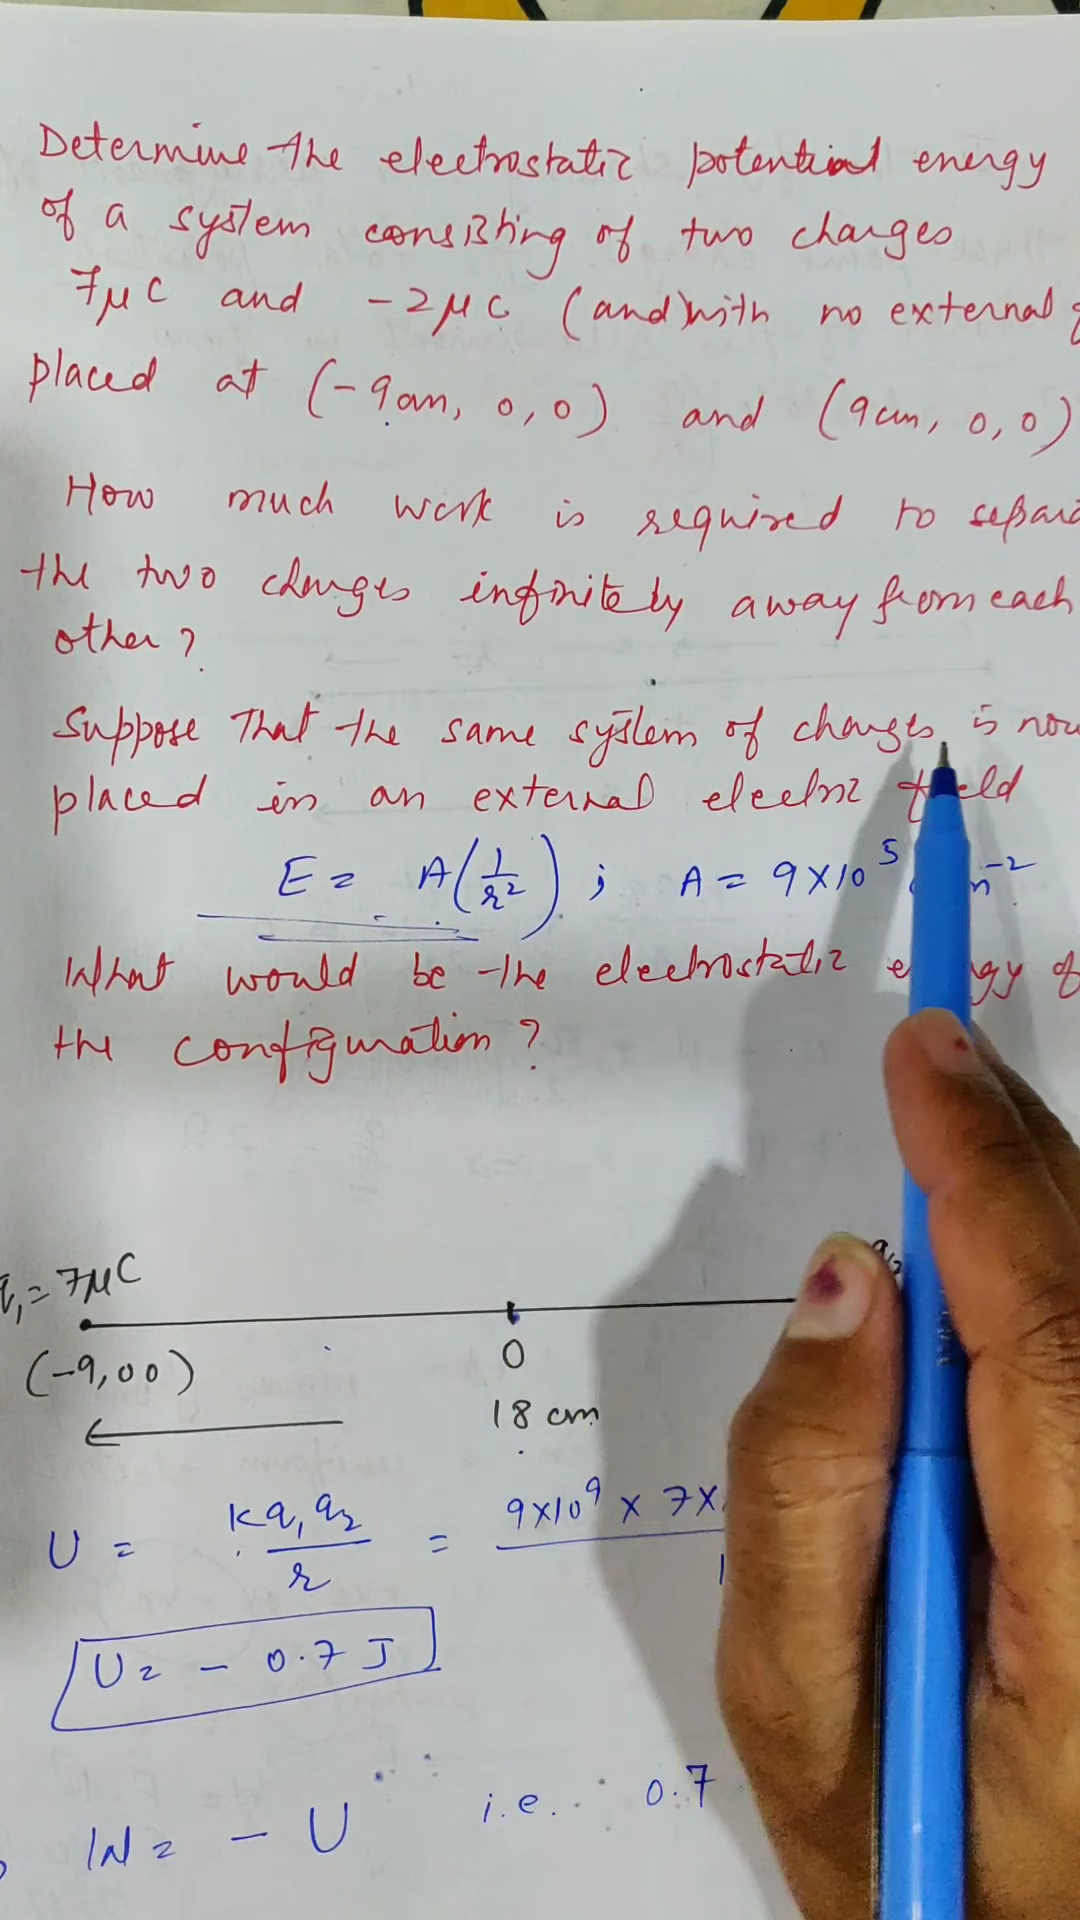 Determine the electrostatic potential energy
of a system consisting of two charges
7μC and -2μC (and) with no external
placed at (-9cm, 0,0) and (9cm, 0,0)
How much work is required to
the two charges infinitely away from each
other?
Suppose that the same system of charges is
placed in an external electric field
E = A(1/r²) ; A = 9×10⁵
What would be the electrostatic of
the configuration?
q₁ = 7μC
(-9,00)
0
18 cm
U = kq₁q₂/r = 9×10⁹ × 7×
U = - 0.7 J
W = - U i.e. 0.7